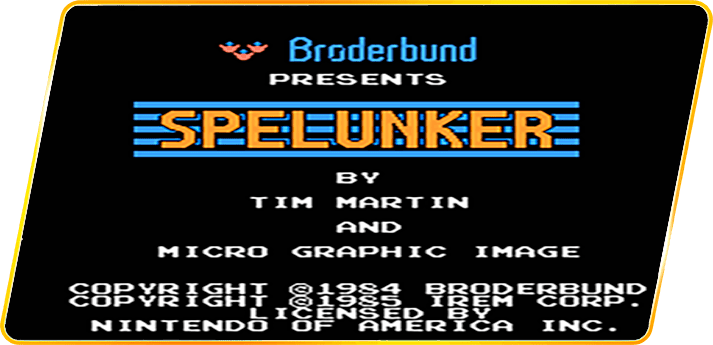 Brøderbund
PRESENTS
SPELUNKER
BY
TIM MARTIN
AND
MICRO GRAPHIC IMAGE
COPYRIGHT @1984 BRODERBUND
COPYRIGHT @1985 IREM CORP.
LICENSED BY
NINTENDO OF AMERICA INC.